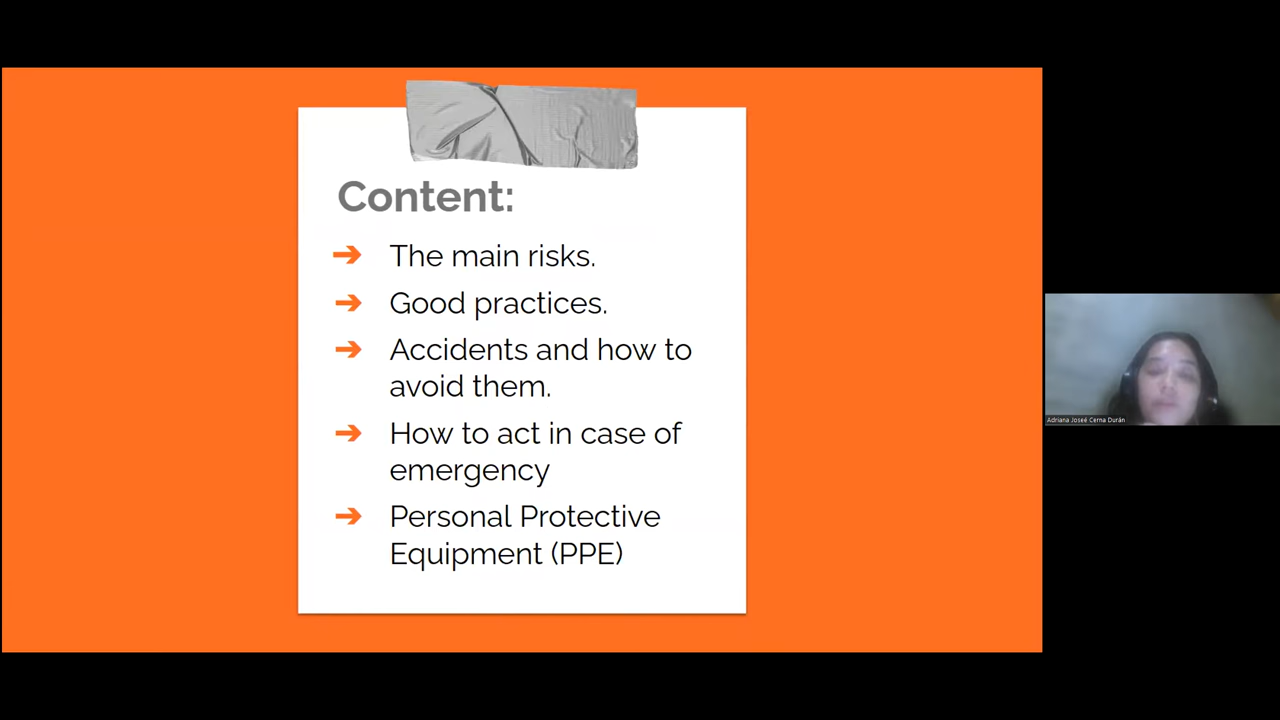 Content:
➔ The main risks.
➔ Good practices.
➔ Accidents and how to
avoid them.
➔ How to act in case of
emergency
➔ Personal Protective
Equipment (PPE)
Adriana Joseé Cerna Durán